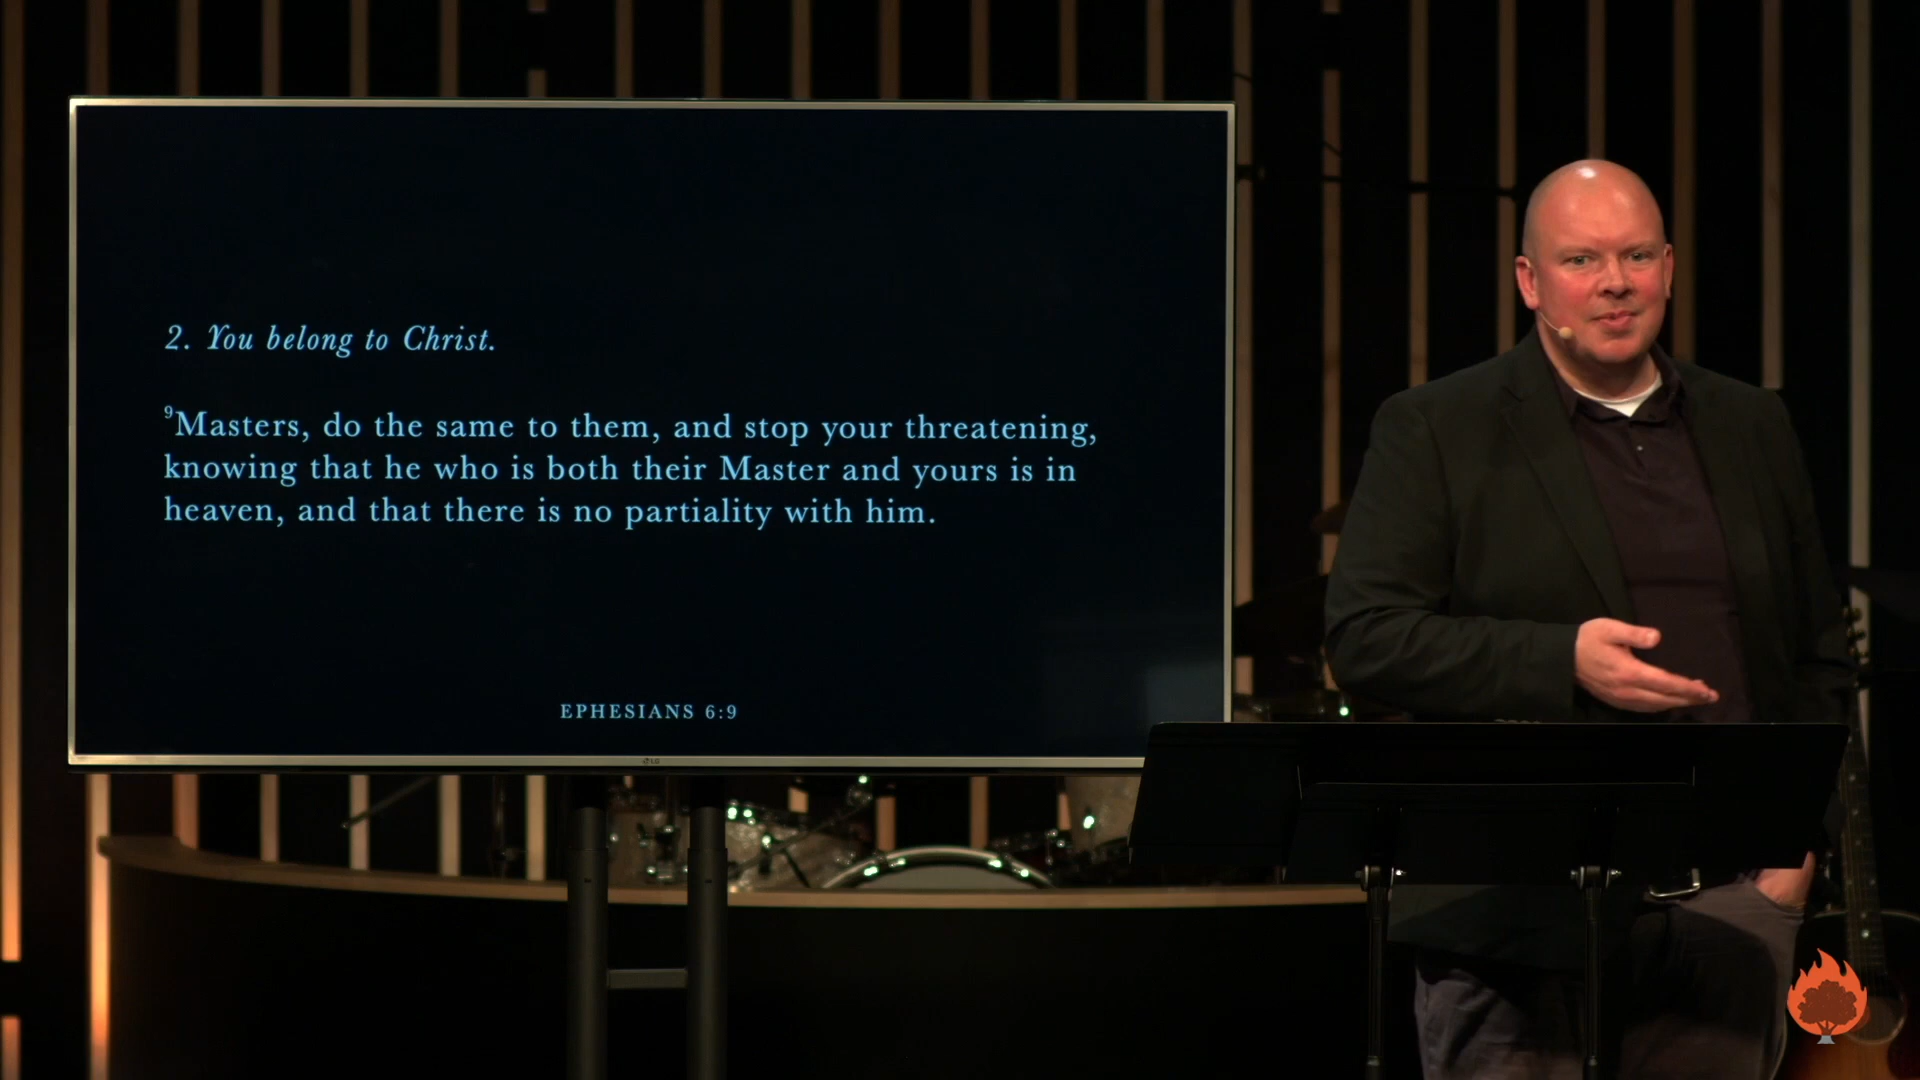 2. You belong to Christ.
⁹Masters, do the same to them, and stop your threatening,
knowing that he who is both their Master and yours is in
heaven, and that there is no partiality with him.
EPHESIANS 6:9
LG